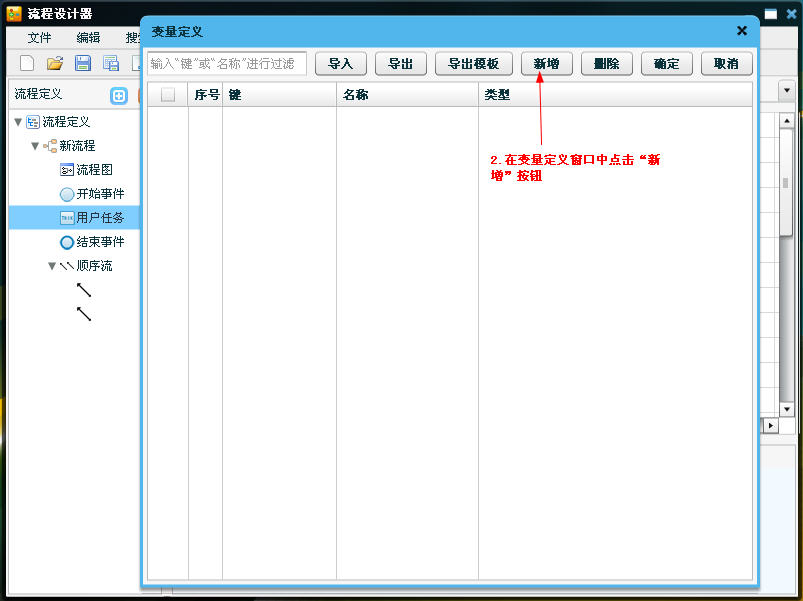 流程设计器
文件 编辑
变量定义
输入“键”或“名称”进行过滤 导入 导出 导出模板 新增 删除 确定 取消
流程定义
序号 键 名称 类型
流程定义
新流程
流程图
开始事件
用户任务
结束事件
顺序流
2.在变量定义窗口中点击“新
增”按钮